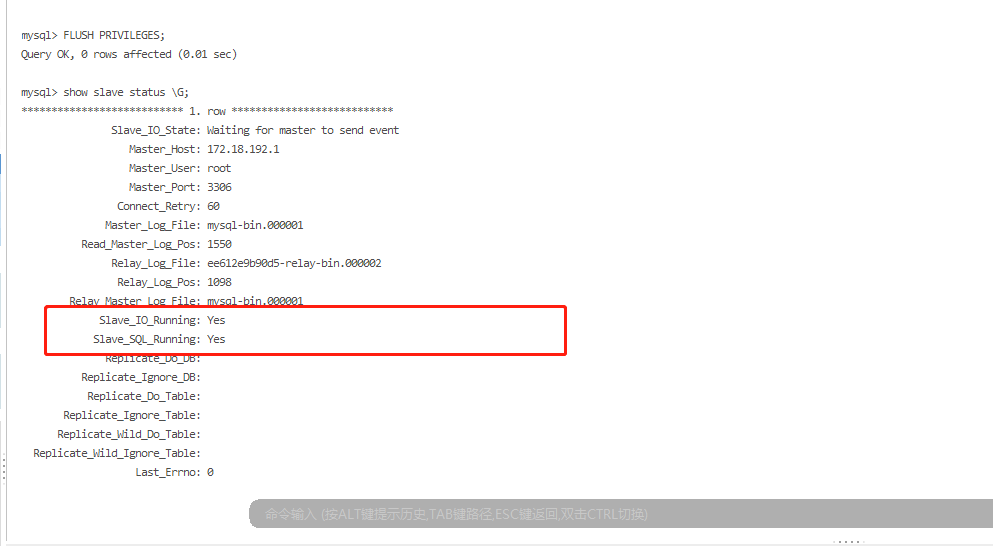 mysql> FLUSH PRIVILEGES;
Query OK, 0 rows affected (0.01 sec)
mysql> show slave status \G;
*************************** 1. row ***************************
Slave_IO_State: Waiting for master to send event
Master_Host: 172.18.192.1
Master_User: root
Master_Port: 3306
Connect_Retry: 60
Master_Log_File: mysql-bin.000001
Read_Master_Log_Pos: 1550
Relay_Log_File: ee612e9b90d5-relay-bin.000002
Relay_Log_Pos: 1098
Relay_Master_Log_File: mysql-bin.000001
Slave_IO_Running: Yes
Slave_SQL_Running: Yes
Replicate_Do_DB:
Replicate_Ignore_DB:
Replicate_Do_Table:
Replicate_Ignore_Table:
Replicate_Wild_Do_Table:
Replicate_Wild_Ignore_Table:
Last_Errno: 0
命令输入 (按ALT键提示历史,TAB键路径,ESC键返回,双击CTRL切换)